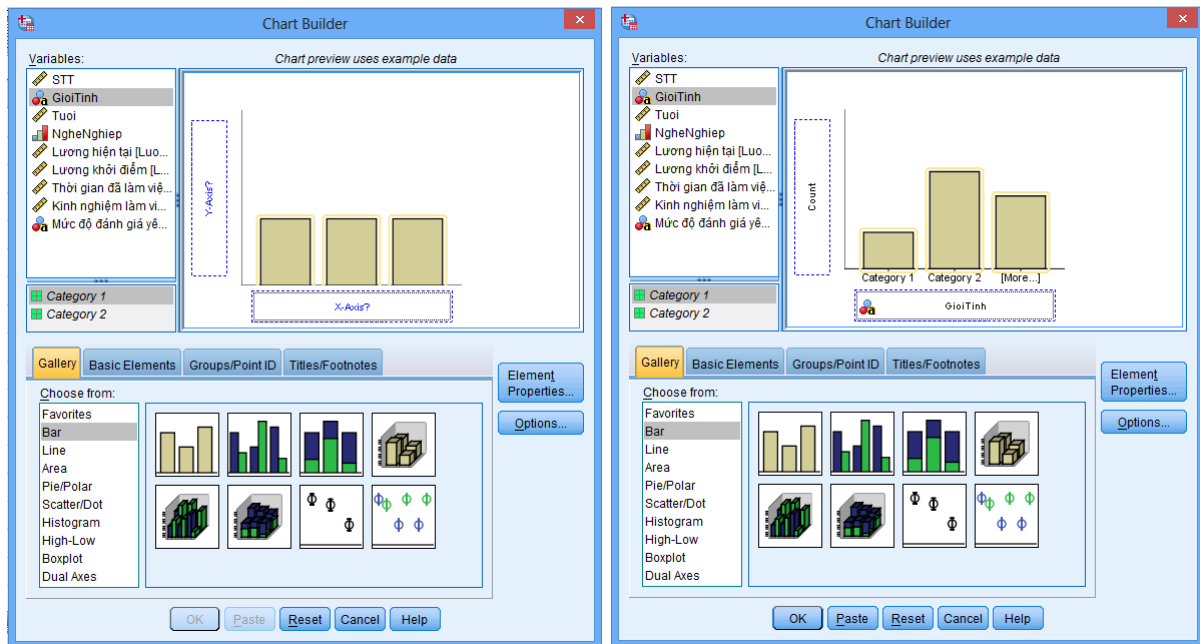 Chart Builder
Variables:
Chart preview uses example data
STT
GioiTinh
Tuoi
NgheNghiep
Lương hiện tại [Luo...
Lương khởi điểm [L...
Thời gian đã làm việ...
Kinh nghiệm làm vi...
Mức độ đánh giá yê...
Y-Axis?
X-Axis?
Category 1
Category 2
Gallery
Basic Elements
Groups/Point ID
Titles/Footnotes
Choose from:
Favorites
Bar
Line
Area
Pie/Polar
Scatter/Dot
Histogram
High-Low
Boxplot
Dual Axes
Element
Properties...
Options...
OK
Paste
Reset
Cancel
Help
Chart Builder
Variables:
Chart preview uses example data
STT
GioiTinh
Tuoi
NgheNghiep
Lương hiện tại [Luo...
Lương khởi điểm [L...
Thời gian đã làm việ...
Kinh nghiệm làm vi...
Mức độ đánh giá yê...
Count
Category 1 Category 2 [More...]
GioiTinh
Category 1
Category 2
Gallery
Basic Elements
Groups/Point ID
Titles/Footnotes
Choose from:
Favorites
Bar
Line
Area
Pie/Polar
Scatter/Dot
Histogram
High-Low
Boxplot
Dual Axes
Element
Properties...
Options...
OK
Paste
Reset
Cancel
Help